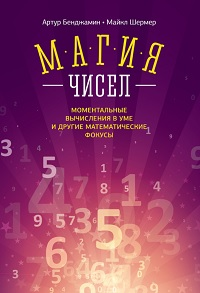 Артур Бенджамин • Майкл Шермер
МАГИЯ
ЧИСЕЛ
МОМЕНТАЛЬНЫЕ
ВЫЧИСЛЕНИЯ В УМЕ
И ДРУГИЕ МАТЕМАТИЧЕСКИЕ
ФОКУСЫ